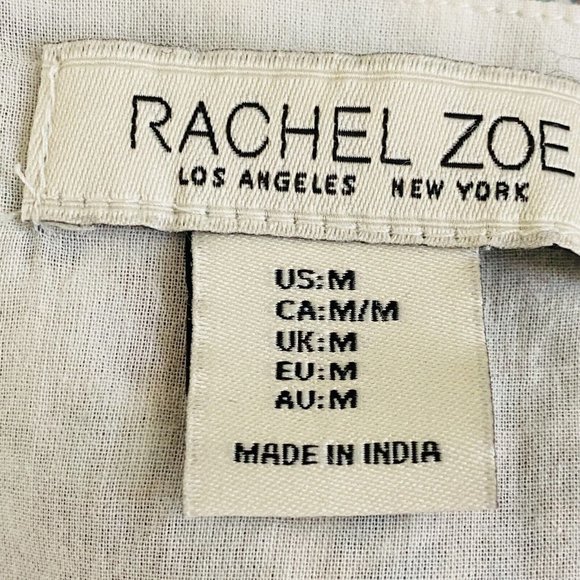 RACHEL ZOE
LOS ANGELES NEW YORK
US:M
CA:M/M
UK:M
EU:M
AU:M
MADE IN INDIA